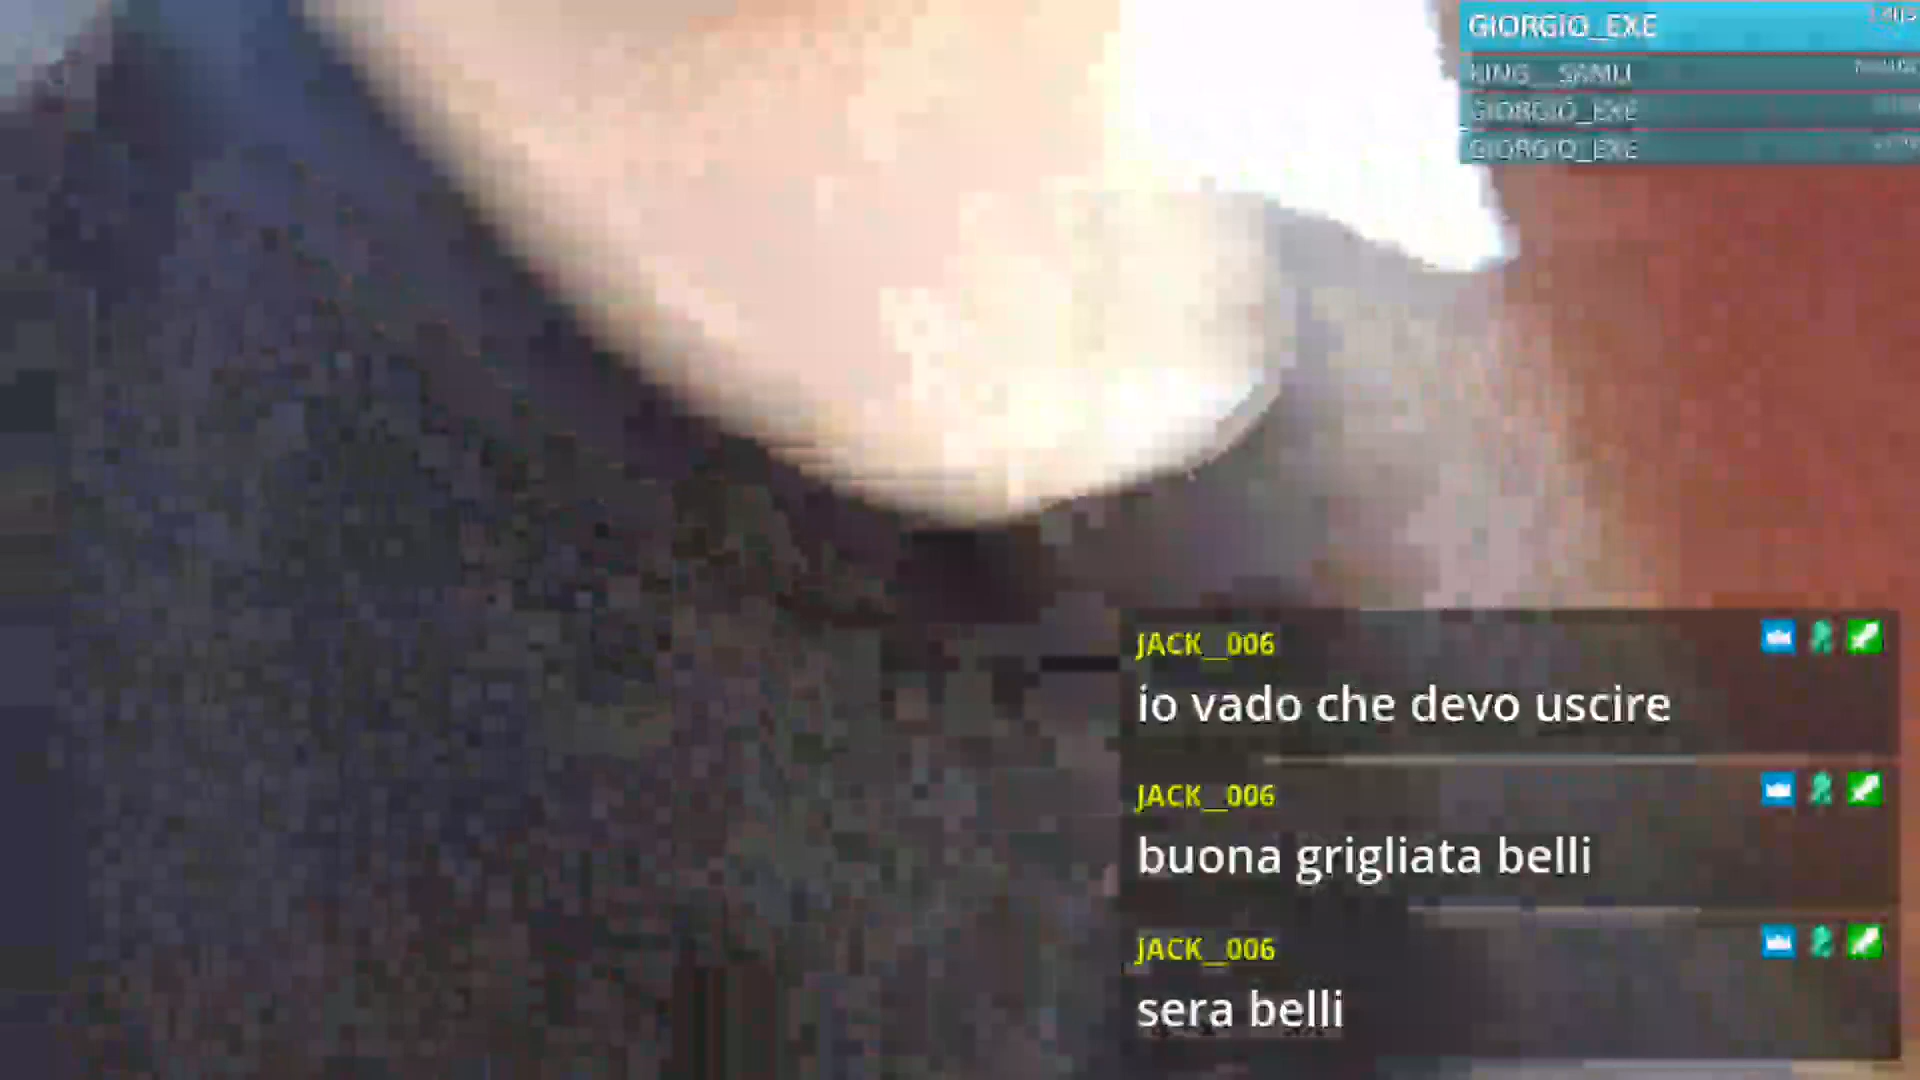 GIORGIO_EXE
KING__SAMU
GIORGIO_EXE
GIORGIO_EXE
JACK__006
io vado che devo uscire
JACK__006
buona grigliata belli
JACK__006
sera belli